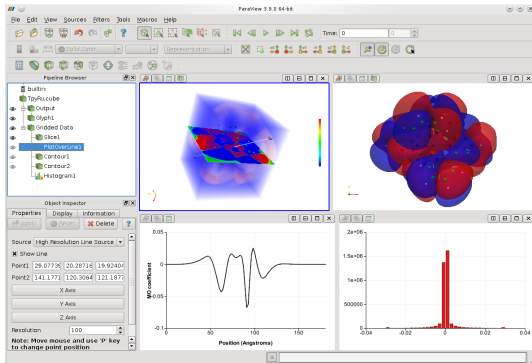 ParaView 3.9.0 64-bit
File Edit View Sources Filters Tools Macros Help
Time: 0
Solid Color
Representation
Pipeline Browser
builtin:
TpyRu.cube
Output
Glyph1
Gridded Data
Slice1
PlotOverLine1
Contour1
Contour2
Histogram1
Object Inspector
Properties Display Information
Apply Reset Delete ?
Source High Resolution Line Source
Show Line
Point1 29.0773 20.2871 19.9240
Point2 141.177 120.306 121.187
X Axis
Y Axis
Z Axis
Resolution 100
Note: Move mouse and use 'P' key
to change point position
0.05
0
-0.05
-0.1
MO coefficient
0 50 100 150
Position (Angstroms)
2e+06
1.5e+06
1e+06
500000
0
-0.04 -0.02 0 0.02 0.04